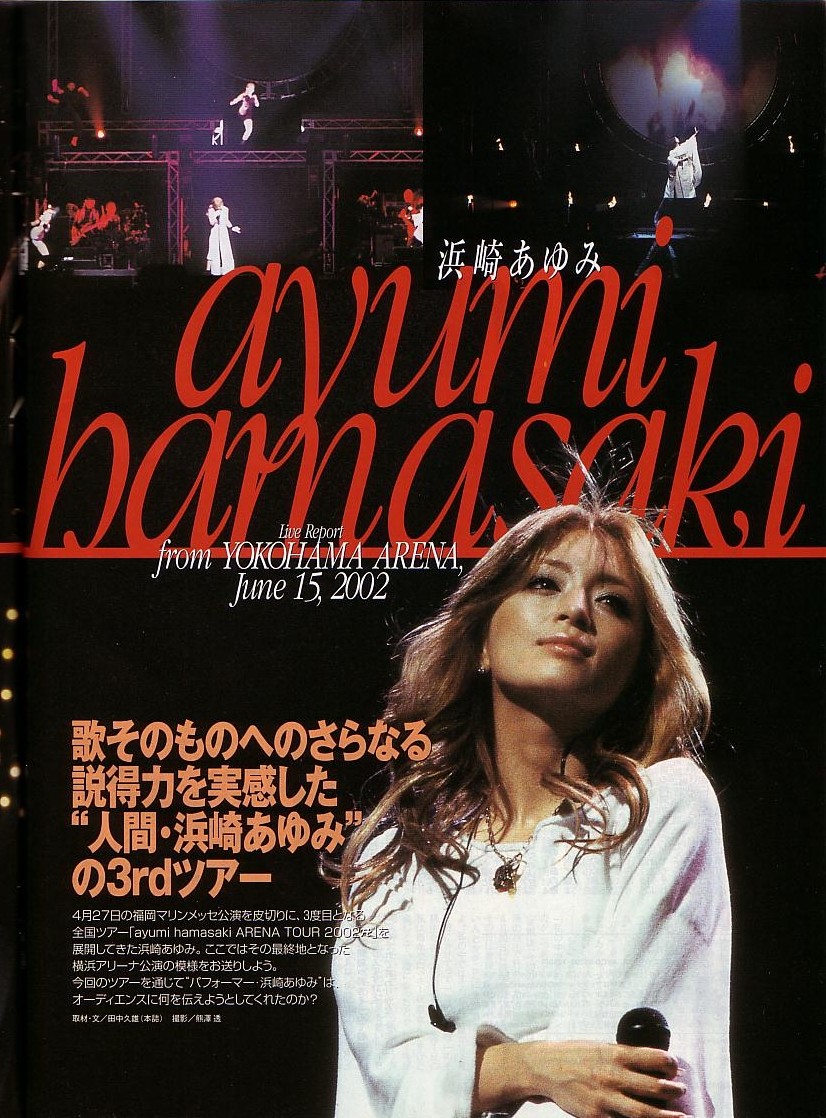 浜崎あゆみ
ayumi
hamasaki
Live Report
from YOKOHAMA ARENA,
June 15, 2002
歌そのものへのさらなる
説得力を実感した
“人間・浜崎あゆみ”
の3rdツアー
4月27日の福岡マリンメッセ公演を皮切りに、3度目となる
全国ツアー「ayumi hamasaki ARENA TOUR 2002 A」を
展開してきた浜崎あゆみ。ここではその最終地となった
横浜アリーナ公演の模様をお送りしよう。
今回のツアーを通じて“パフォーマー・浜崎あゆみ”は、
オーディエンスに何を伝えようとしてくれたのか?
取材・文/田中久雄(本誌) 撮影/熊澤 透